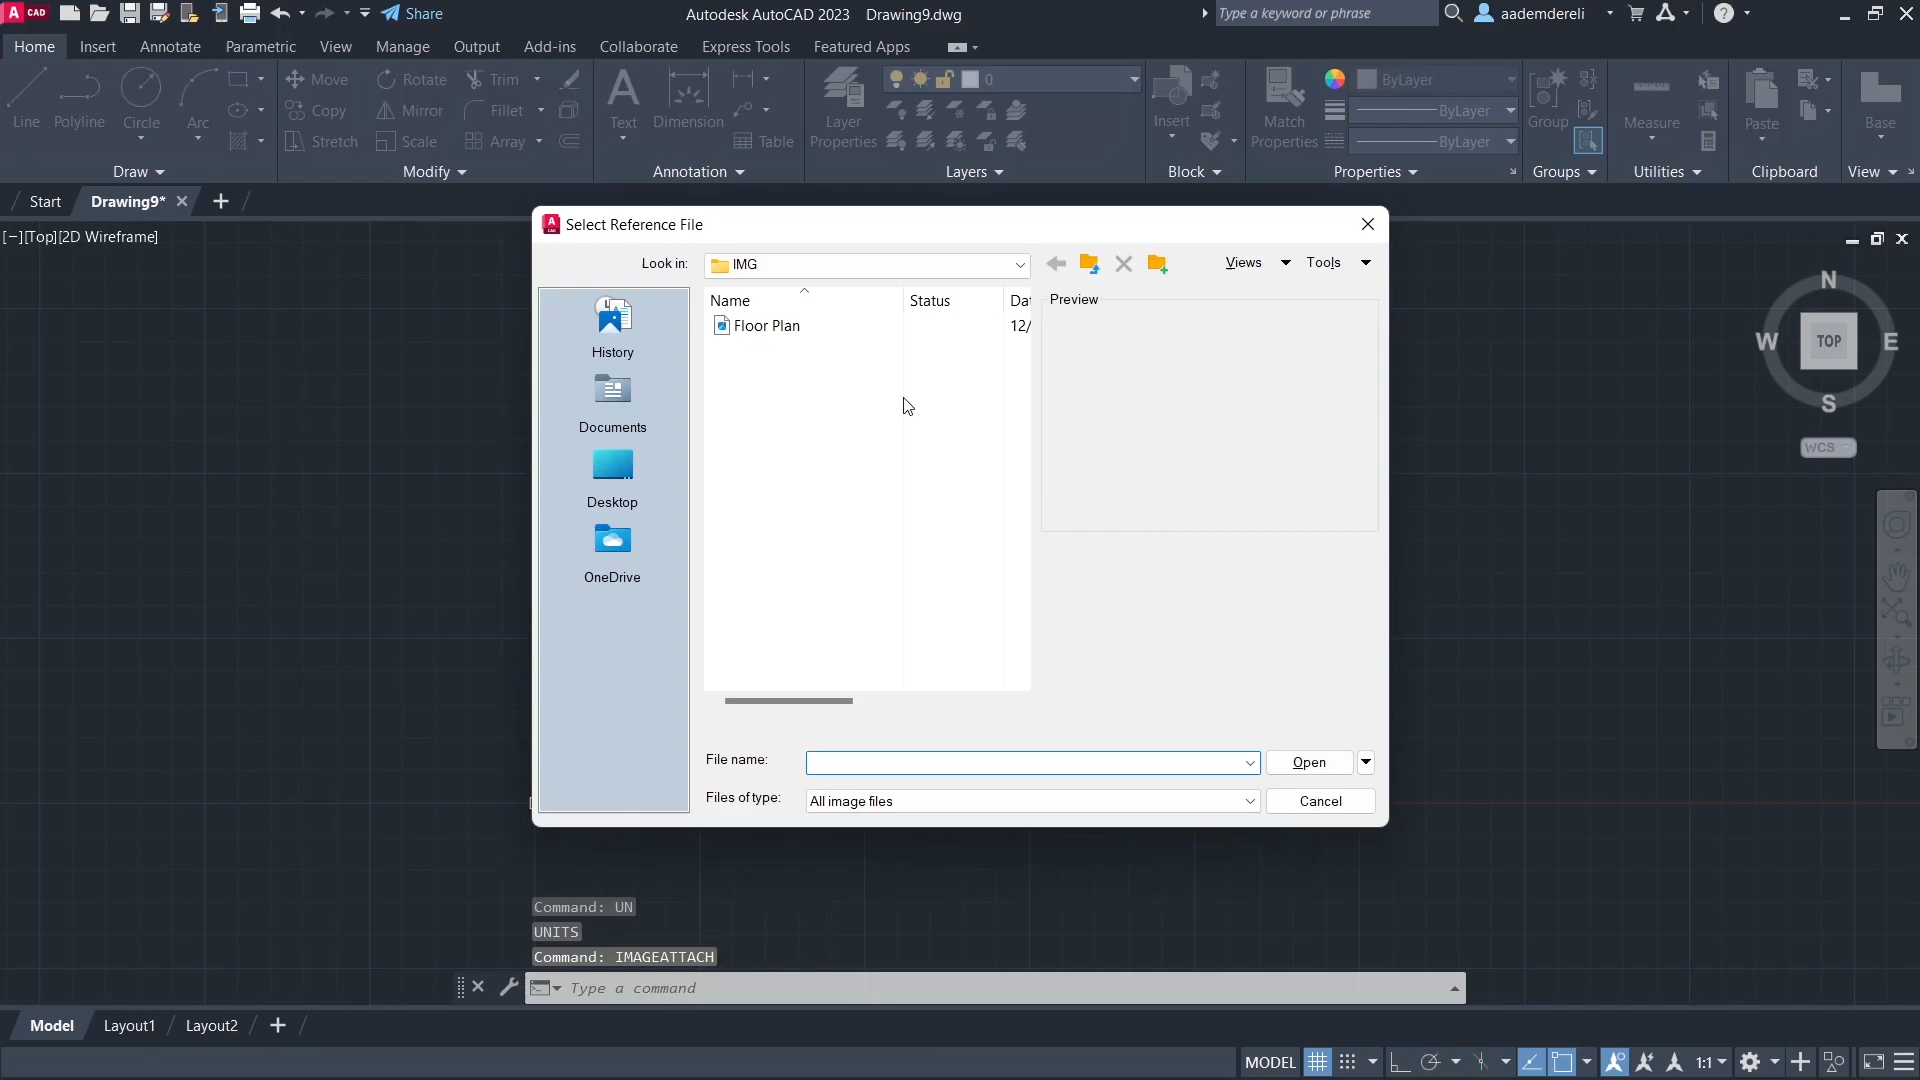 A CAD
Share
Autodesk AutoCAD 2023 Drawing9.dwg
Type a keyword or phrase
aademdereli
Home Insert Annotate Parametric View Manage Output Add-ins Collaborate Express Tools Featured Apps
Line Polyline Circle Arc
Draw
Move Rotate Trim
Copy Mirror Fillet
Stretch Scale Array
Modify
Text Dimension Table
Annotation
Layer Properties
0
Layers
Insert
Block
Match Properties
ByLayer
ByLayer
ByLayer
Properties
Group
Groups
Measure
Utilities
Paste
Clipboard
Base
View
Start Drawing9*
[−][Top][2D Wireframe]
Select Reference File
Look in: IMG
Views Tools
Name Status Dat
Floor Plan 12/
Preview
History
Documents
Desktop
OneDrive
File name: Open
Files of type: All image files Cancel
N
W TOP E
S
WCS
Command: UN
UNITS
Command: IMAGEATTACH
Type a command
Model Layout1 Layout2
MODEL 1:1